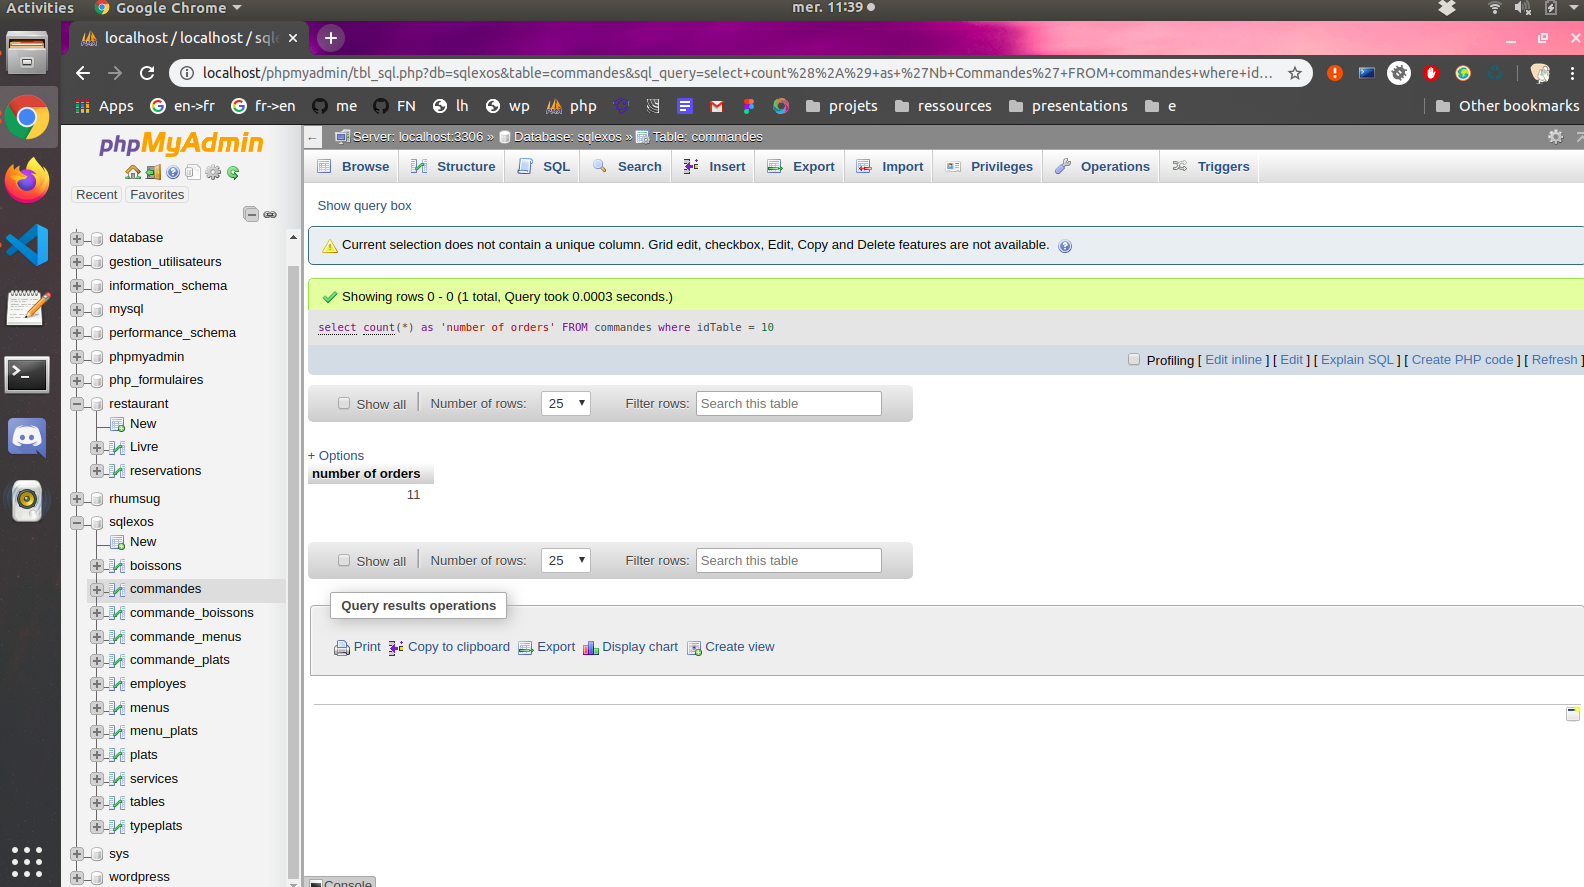 Activities
Google Chrome
mer. 11:39
localhost / localhost / sqle
localhost/phpmyadmin/tbl_sql.php?db=sqlexos&table=commandes&sql_query=select+count%28%2A%29+as+%27Nb+Commandes%27+FROM+commandes+where+id...
Apps en->fr fr->en me FN lh wp php projets ressources presentations e Other bookmarks
phpMyAdmin
Recent Favorites
database
gestion_utilisateurs
information_schema
mysql
performance_schema
phpmyadmin
php_formulaires
restaurant
New
Livre
reservations
rhumsug
sqlexos
New
boissons
commandes
commande_boissons
commande_menus
commande_plats
employes
menus
menu_plats
plats
services
tables
typeplats
sys
wordpress
Server: localhost:3306 » Database: sqlexos » Table: commandes
Browse Structure SQL Search Insert Export Import Privileges Operations Triggers
Show query box
Current selection does not contain a unique column. Grid edit, checkbox, Edit, Copy and Delete features are not available.
Showing rows 0 - 0 (1 total, Query took 0.0003 seconds.)
select count(*) as 'number of orders' FROM commandes where idTable = 10
Profiling [ Edit inline ] [ Edit ] [ Explain SQL ] [ Create PHP code ] [ Refresh ]
Show all Number of rows: 25 Filter rows: Search this table
+ Options
number of orders
11
Show all Number of rows: 25 Filter rows: Search this table
Query results operations
Print Copy to clipboard Export Display chart Create view
Console